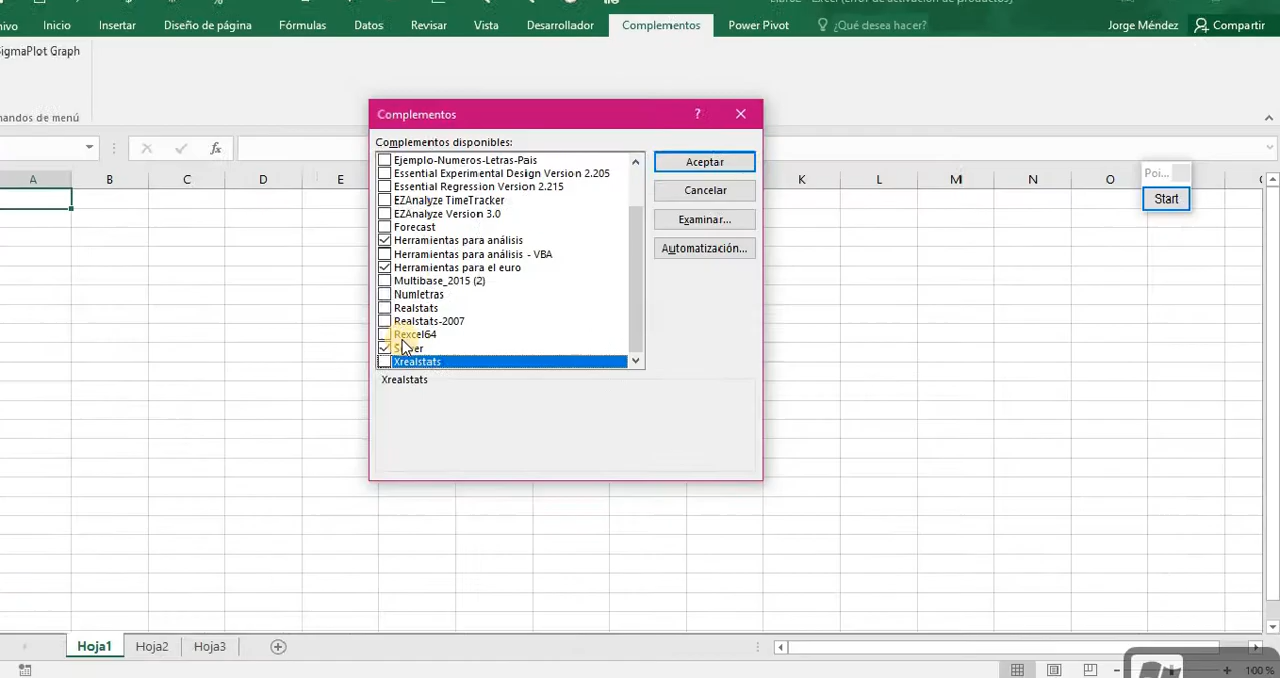 Inicio Insertar Diseño de página Fórmulas Datos Revisar Vista Desarrollador Complementos Power Pivot ¿Qué desea hacer? Jorge Méndez Compartir
SigmaPlot Graph
andos de menú
fx
Complementos ?
Complementos disponibles:
Ejemplo-Numeros-Letras-Pais
Essential Experimental Design Version 2.205
Essential Regression Version 2.215
EZAnalyze TimeTracker
EZAnalyze Version 3.0
Forecast
Herramientas para análisis
Herramientas para análisis - VBA
Herramientas para el euro
Multibase_2015 (2)
Numletras
Realstats
Realstats-2007
Rexcel64
Xrealstats
Aceptar
Cancelar
Examinar...
Automatización...
Xrealstats
A B C D E K L M N O
Poi...
Start
Hoja1 Hoja2 Hoja3
100 %